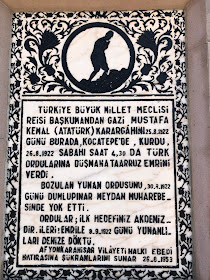 TÜRKİYE BÜYÜK MİLLET MECLİSİ
REİSİ BAŞKUMANDAN GAZİ MUSTAFA
KEMAL (ATATÜRK) KARARGÂHINI 25.8.1922
GÜNÜ BURADA, KOCATEPE'DE, KURDU,
26.8.1922 SABAHI SAAT 4,30 DA TÜRK
ORDULARINA DÜŞMANA TAARRUZ EMRİNİ
VERDİ.
BOZULAN YUNAN ORDUSUNU, 30.8.1922
GÜNÜ DUMLUPINAR MEYDAN MUHAREBE-
SİNDE YOK ETTİ.
ORDULAR; İLK HEDEFİNİZ AKDENİZ-
DİR. İLERİ: EMRİLE 9.9.1922 GÜNÜ YUNANLI-
LARI DENİZE DÖKTÜ.
AFYONKARAHİSAR VİLAYETİ HALKI EBEDÎ
HATIRASINA ŞÜKRANLARINI SUNAR 26.8.1953